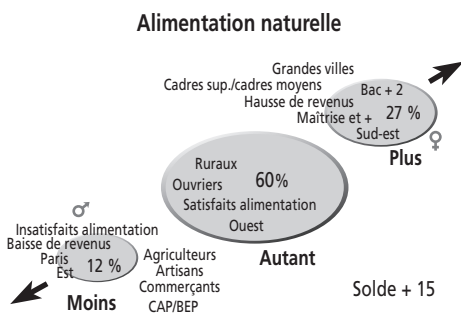 Alimentation naturelle
Grandes villes
Cadres sup./cadres moyens
Bac + 2
Hausse de revenus
Maîtrise et +
27 %
Sud-est
♀
Plus
Ruraux
Ouvriers
60%
Satisfaits alimentation
Ouest
Autant
♂
Insatisfaits alimentation
Baisse de revenus
Paris
Est
12 %
Moins
Agriculteurs
Artisans
Commerçants
CAP/BEP
Solde + 15